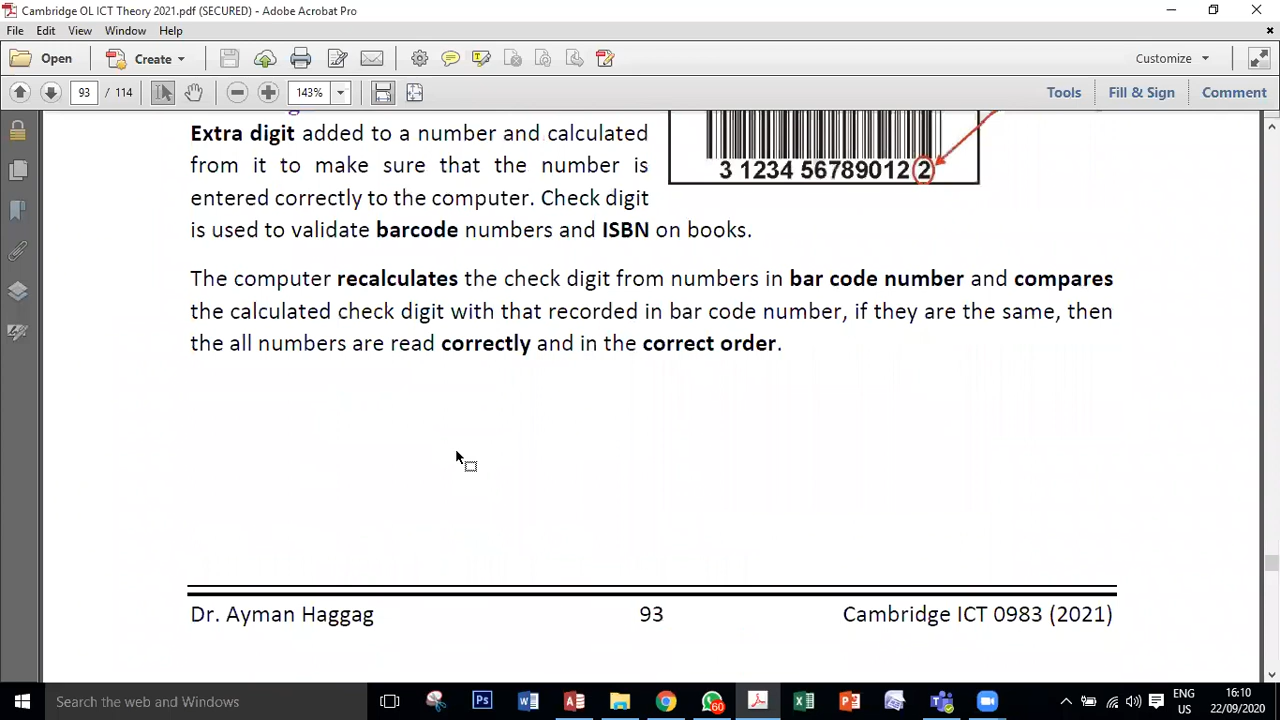 Cambridge OL ICT Theory 2021.pdf (SECURED) - Adobe Acrobat Pro
File Edit View Window Help
Open Create Customize
93 / 114 143% Tools Fill & Sign Comment
Extra digit added to a number and calculated
from it to make sure that the number is
3 1234 56789012 2
entered correctly to the computer. Check digit
is used to validate barcode numbers and ISBN on books.
The computer recalculates the check digit from numbers in bar code number and compares
the calculated check digit with that recorded in bar code number, if they are the same, then
the all numbers are read correctly and in the correct order.
Dr. Ayman Haggag 93 Cambridge ICT 0983 (2021)
Search the web and Windows
60
ENG 16:10
US 22/09/2020